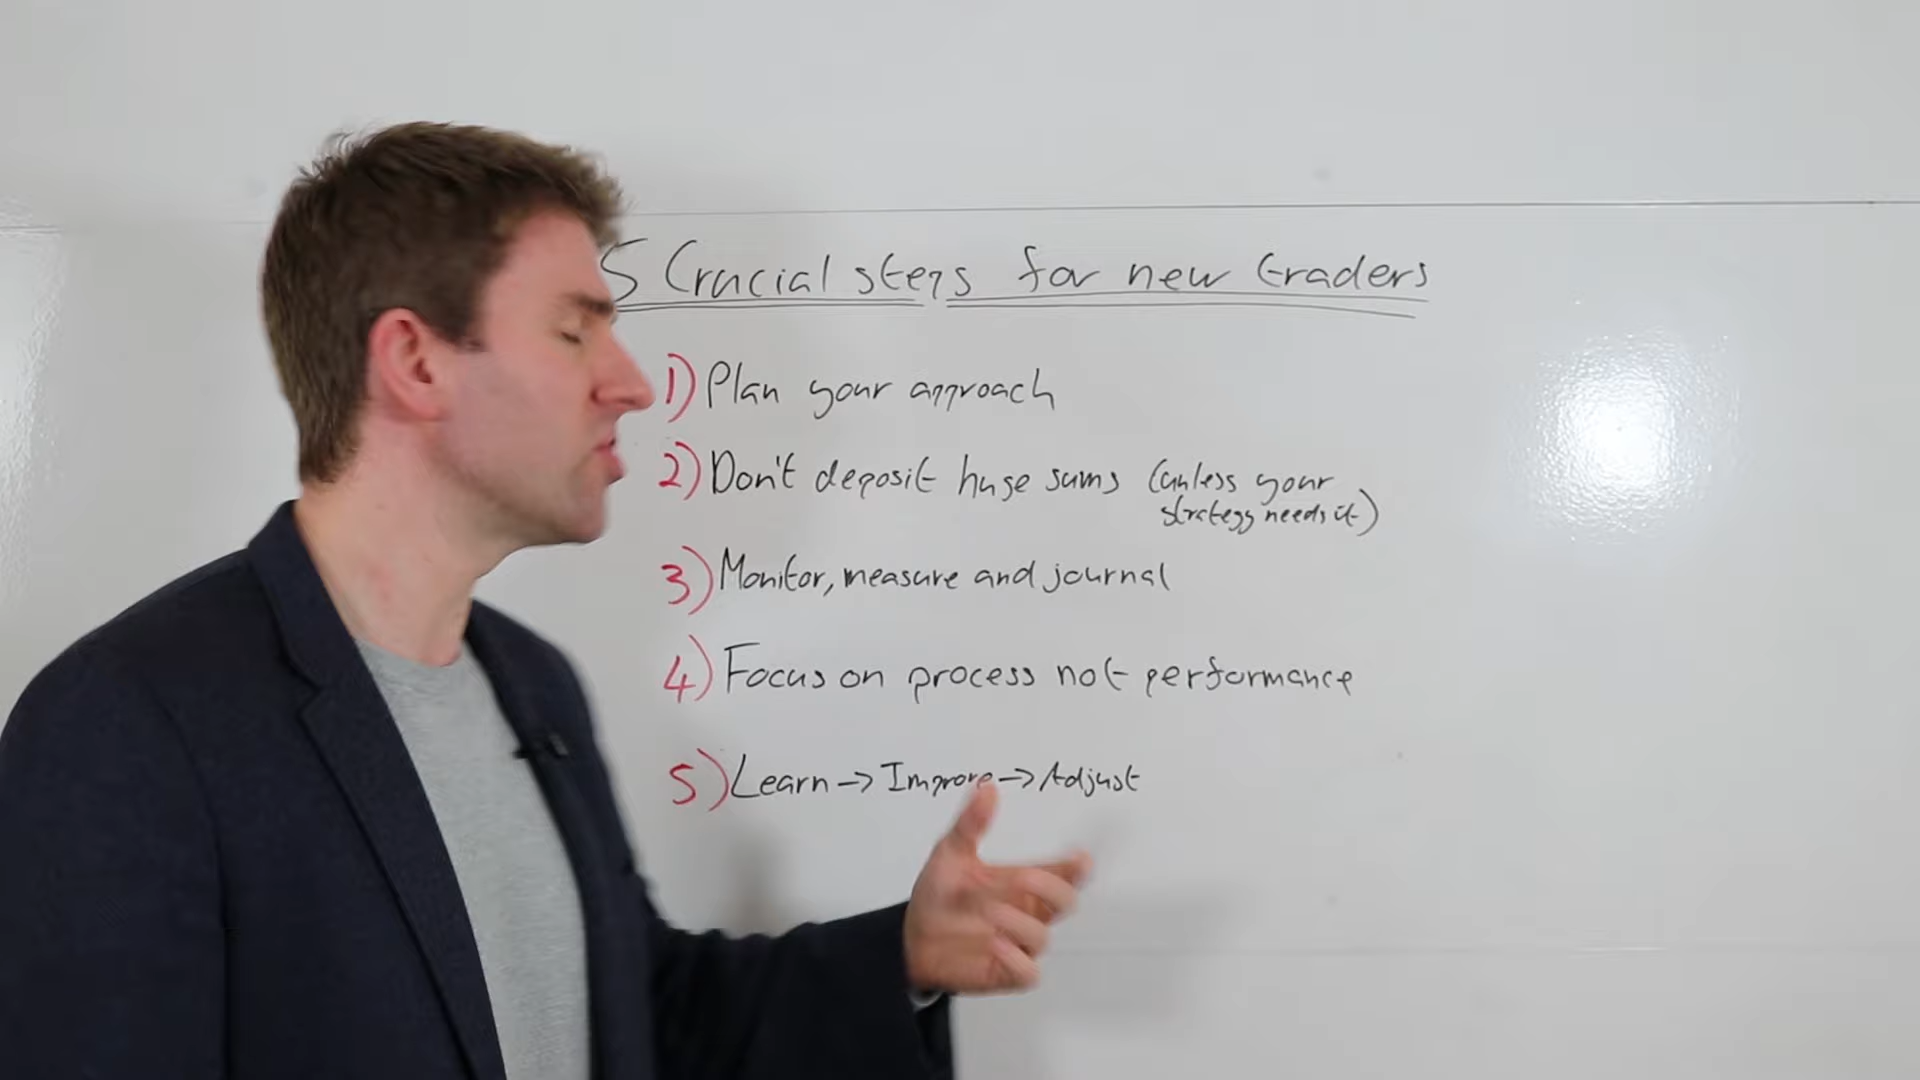 5 Crucial steps for new traders
1) Plan your approach
2) Don't deposit huge sums (unless your
strategy needs it)
3) Monitor, measure and journal
4) Focus on process not performance
5) Learn -> Improve -> Adjust